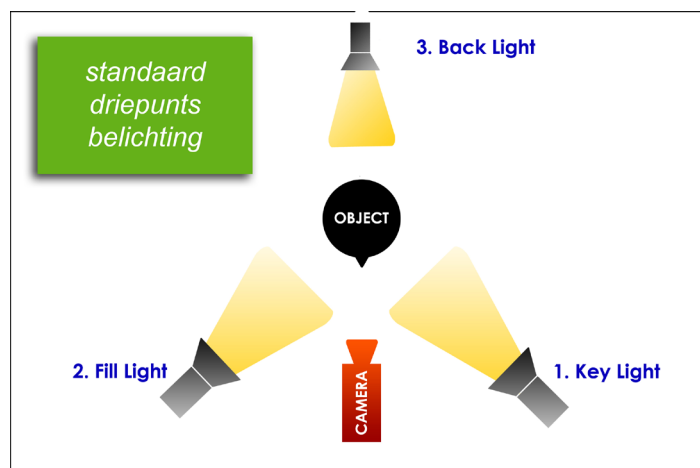 standaard
driepunts
belichting
3. Back Light
OBJECT
2. Fill Light
CAMERA
1. Key Light